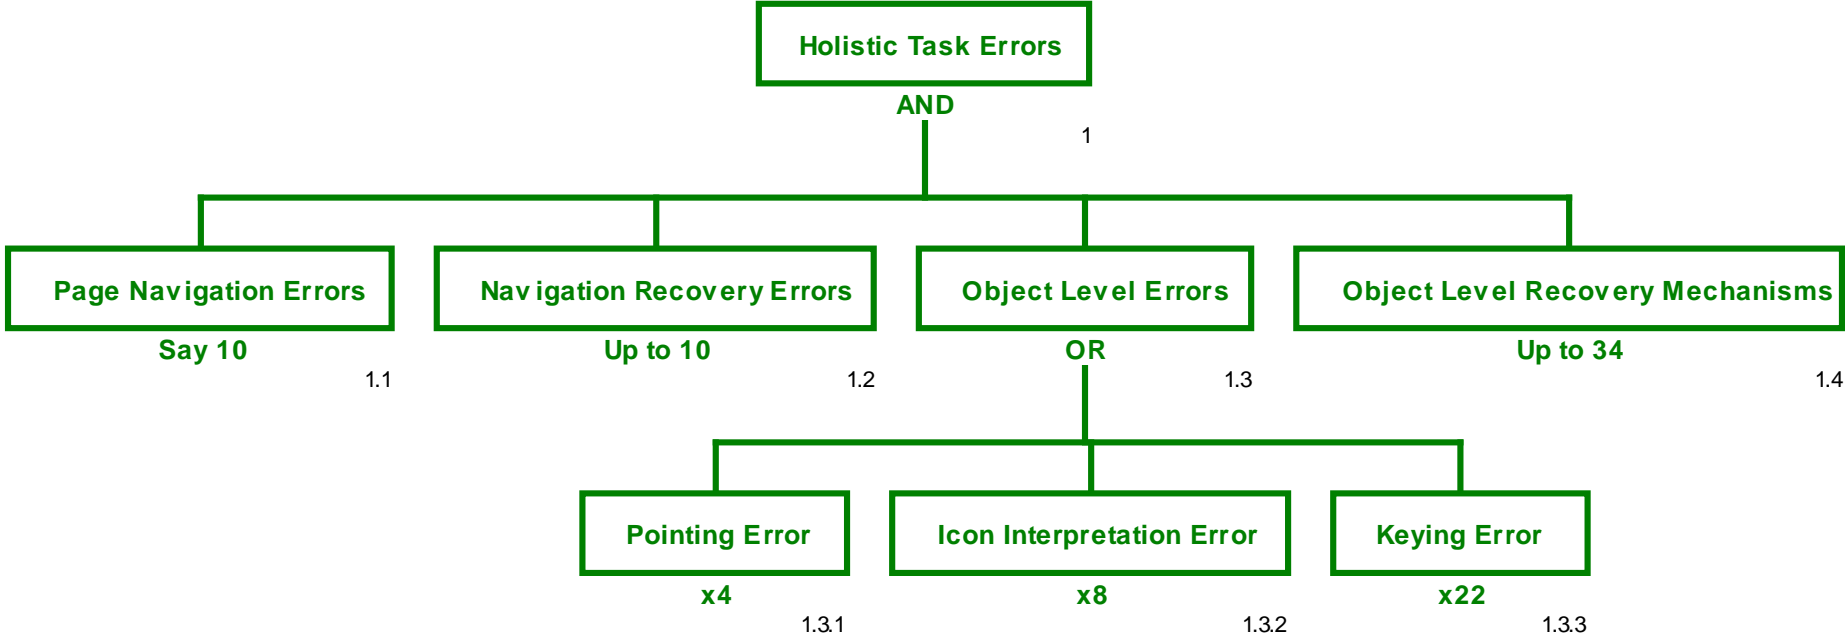 Holistic Task Errors
AND
1
Page Navigation Errors
Navigation Recovery Errors
Object Level Errors
Object Level Recovery Mechanisms
Say 10
Up to 10
OR
Up to 34
1.1
1.2
1.3
1.4
Pointing Error
Icon Interpretation Error
Keying Error
x4
x8
x22
1.3.1
1.3.2
1.3.3